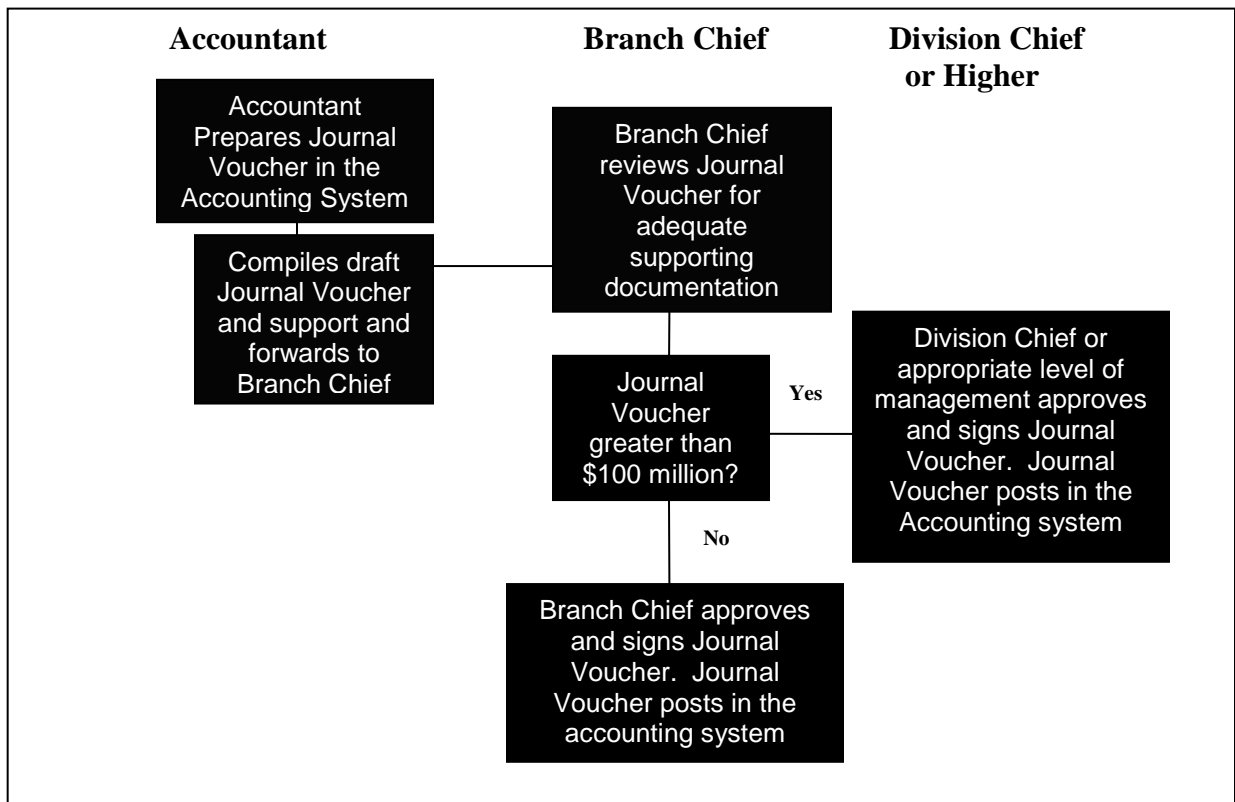 Accountant
Branch Chief
Division Chief
or Higher
Accountant
Prepares Journal
Voucher in the
Accounting System
Compiles draft
Journal Voucher
and support and
forwards to
Branch Chief
Branch Chief
reviews Journal
Voucher for
adequate
supporting
documentation
Journal
Voucher
greater than
$100 million?
Yes
Division Chief or
appropriate level of
management approves
and signs Journal
Voucher. Journal
Voucher posts in the
Accounting system
No
Branch Chief approves
and signs Journal
Voucher. Journal
Voucher posts in the
accounting system